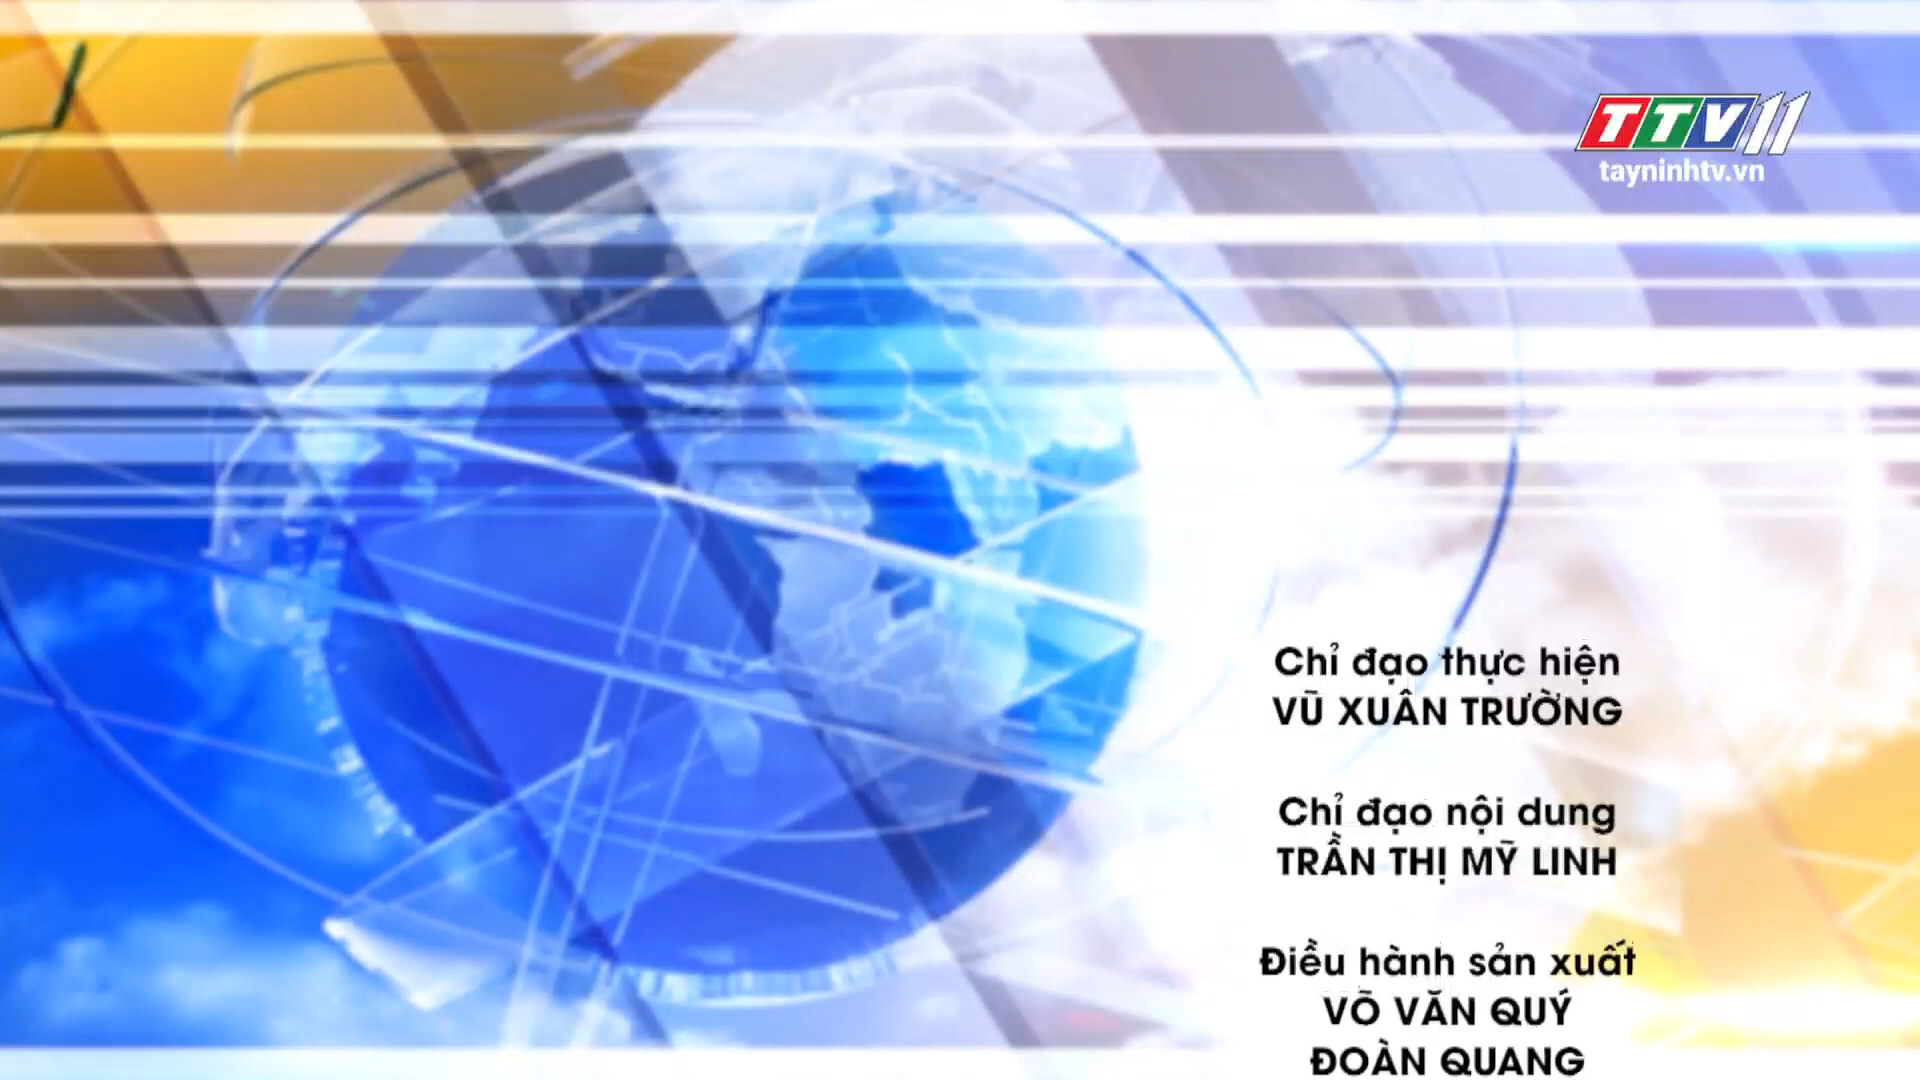 TTV11
tayninhtv.vn
Chỉ đạo thực hiện
VŨ XUÂN TRƯỜNG
Chỉ đạo nội dung
TRẦN THỊ MỸ LINH
Điều hành sản xuất
VÕ VĂN QUÝ
ĐOÀN QUANG